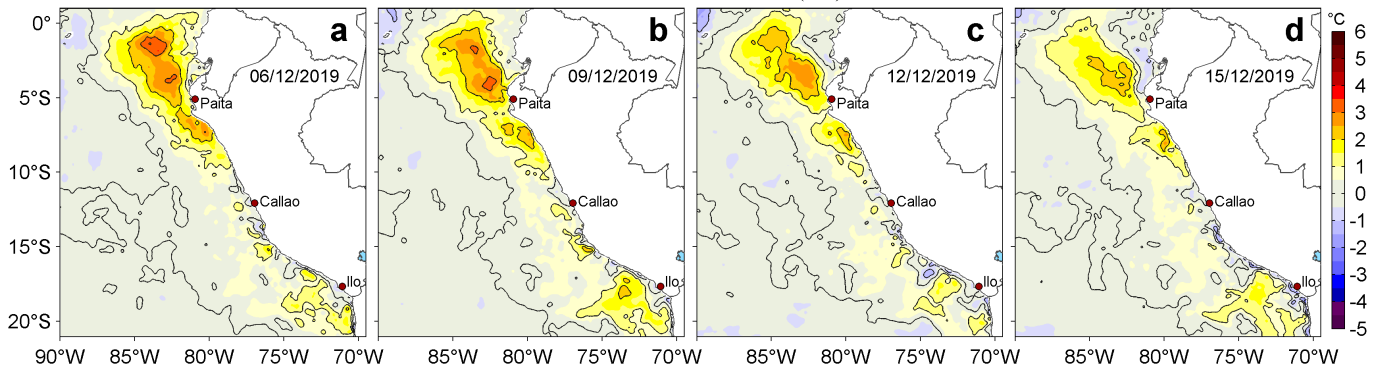 a
b
c
d
°C
0°
5°S
10°S
15°S
20°S
06/12/2019
09/12/2019
12/12/2019
15/12/2019
Paita
Paita
Paita
Paita
Callao
Callao
Callao
Callao
Ilo
Ilo
Ilo
Ilo
90°W
85°W
80°W
75°W
70°W
85°W
80°W
75°W
70°W
85°W
80°W
75°W
70°W
85°W
80°W
75°W
70°W
6
5
4
3
2
1
0
-1
-2
-3
-4
-5